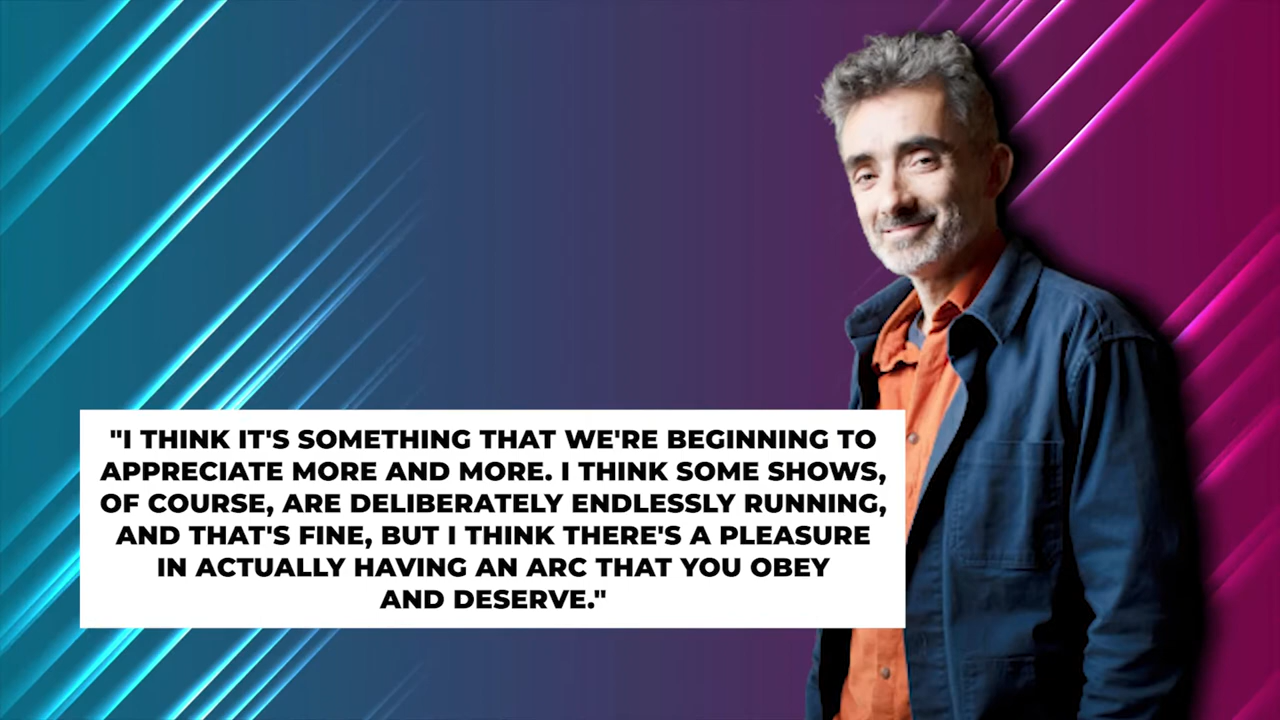 "I THINK IT'S SOMETHING THAT WE'RE BEGINNING TO
APPRECIATE MORE AND MORE. I THINK SOME SHOWS,
OF COURSE, ARE DELIBERATELY ENDLESSLY RUNNING,
AND THAT'S FINE, BUT I THINK THERE'S A PLEASURE
IN ACTUALLY HAVING AN ARC THAT YOU OBEY
AND DESERVE."